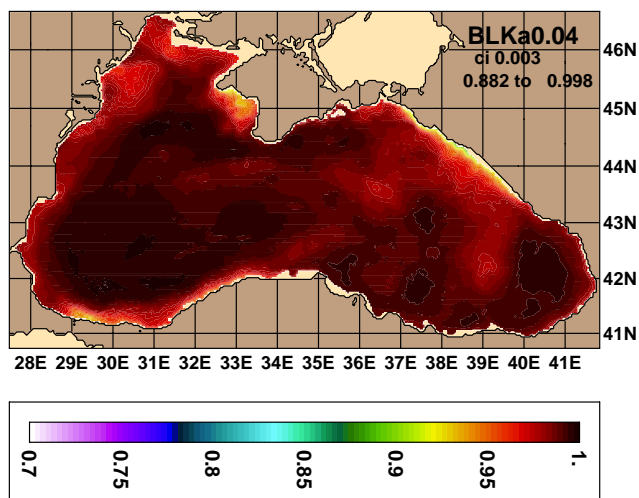 BLKa0.04
ci 0.003
0.882 to 0.998
46N
45N
44N
43N
42N
41N
28E 29E 30E 31E 32E 33E 34E 35E 36E 37E 38E 39E 40E 41E
0.7 0.75 0.8 0.85 0.9 0.95 1.